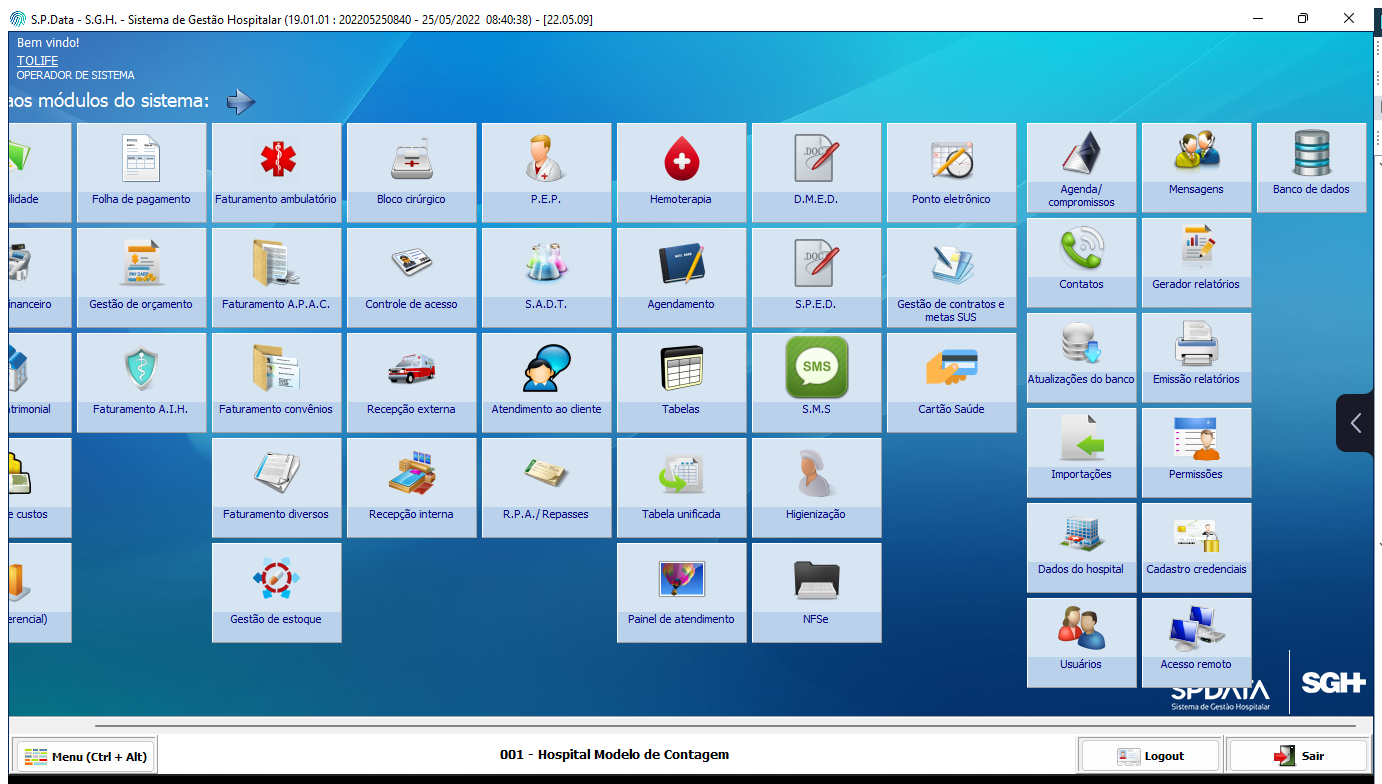 S.P.Data - S.G.H. - Sistema de Gestão Hospitalar (19.01.01 : 202205250840 - 25/05/2022 08:40:38) - [22.05.09]
Bem vindo!
TOLIFE
OPERADOR DE SISTEMA
aos módulos do sistema:
ilidade
Folha de pagamento
Faturamento ambulatório
Bloco cirúrgico
P.E.P.
Hemoterapia
.DOC
D.M.E.D.
Ponto eletrônico
Agenda/
compromissos
Mensagens
Banco de dados
inanceiro
Gestão de orçamento
Faturamento A.P.A.C.
Controle de acesso
S.A.D.T.
Agendamento
.DOC
S.P.E.D.
Gestão de contratos e
metas SUS
Contatos
Gerador relatórios
atrimonial
Faturamento A.I.H.
Faturamento convênios
Recepção externa
Atendimento ao cliente
Tabelas
SMS
S.M.S
Cartão Saúde
Atualizações do banco
Emissão relatórios
e custos
Faturamento diversos
Recepção interna
R.P.A./Repasses
Tabela unificada
Higienização
Importações
Permissões
erencial)
Gestão de estoque
Painel de atendimento
NFSe
Dados do hospital
Cadastro credenciais
Usuários
Acesso remoto
SPDATA
Sistema de Gestão Hospitalar
SGH
Menu (Ctrl + Alt)
001 - Hospital Modelo de Contagem
Logout
Sair